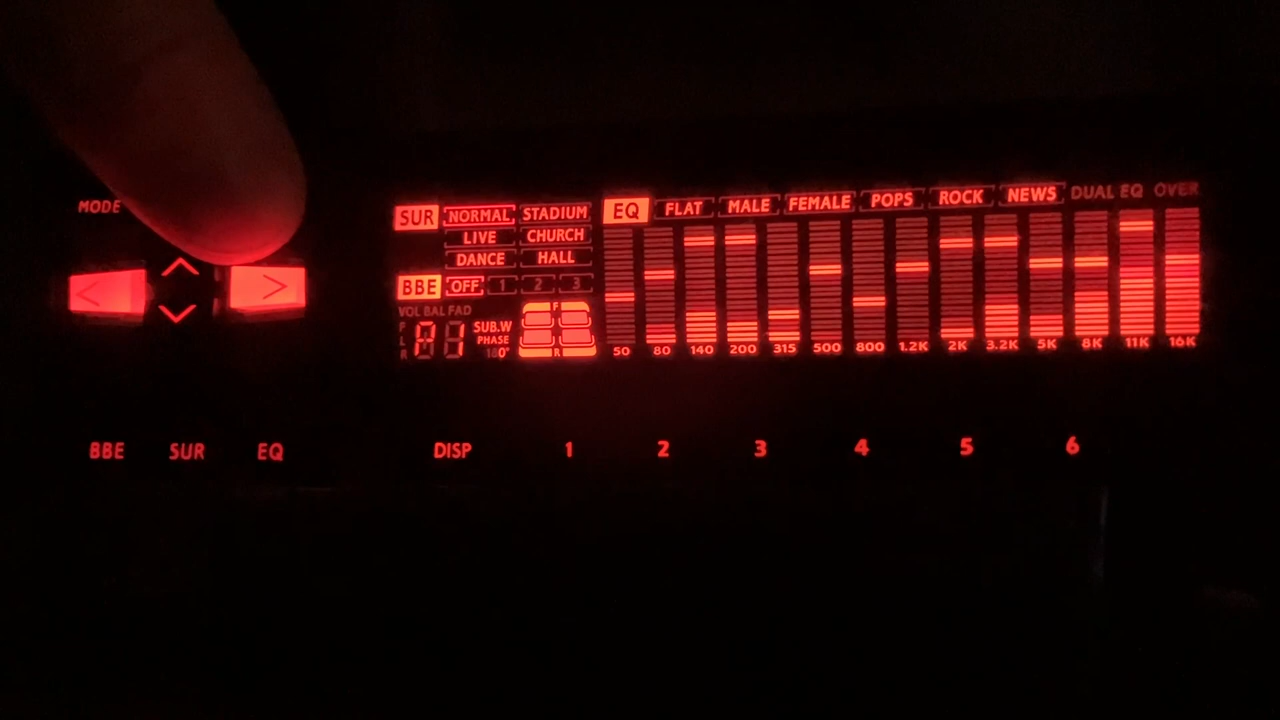 MODE
SUR NORMAL STADIUM
LIVE CHURCH
DANCE HALL
BBE OFF 1 2 3
VOL BAL FAD
F
L
R
01
SUB.W
PHASE
180°
F
R
EQ FLAT MALE FEMALE POPS ROCK NEWS DUAL EQ OVER
50 80 140 200 315 500 800 1.2K 2K 3.2K 5K 8K 11K 16K
< >
BBE SUR EQ DISP 1 2 3 4 5 6